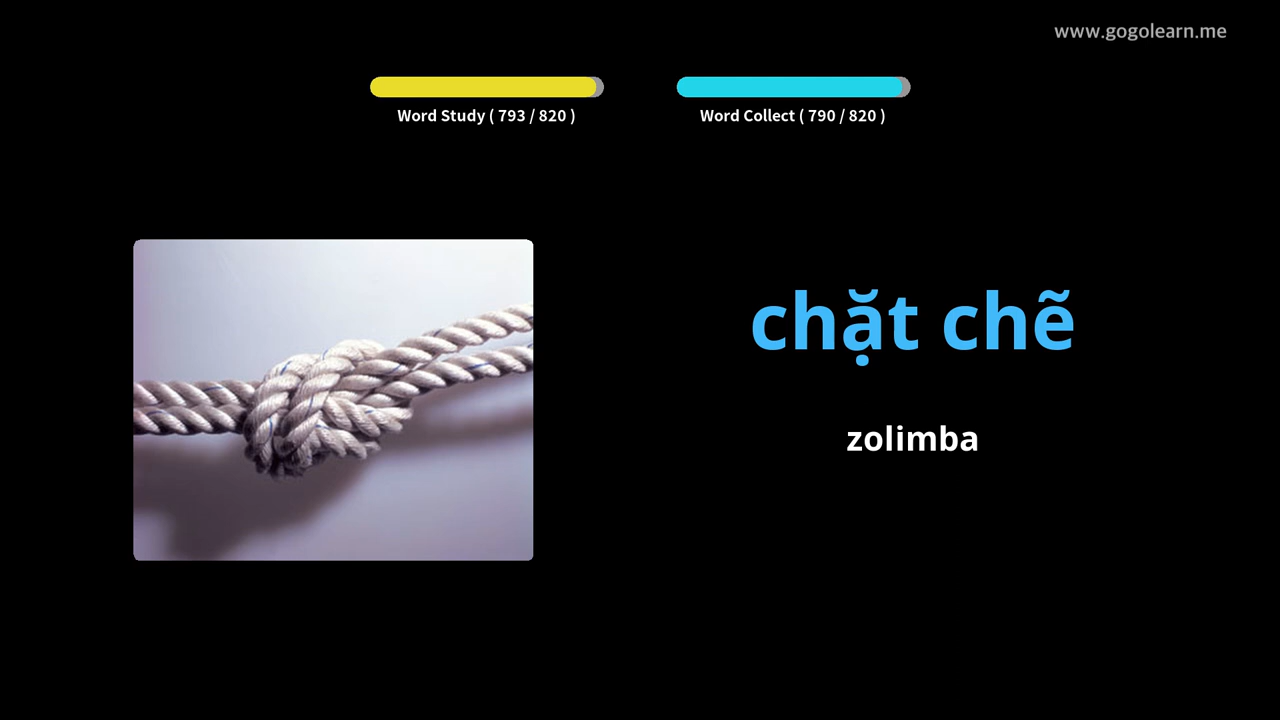 www.gogolearn.me
Word Study ( 793 / 820 )
Word Collect ( 790 / 820 )
chặt chẽ
zolimba